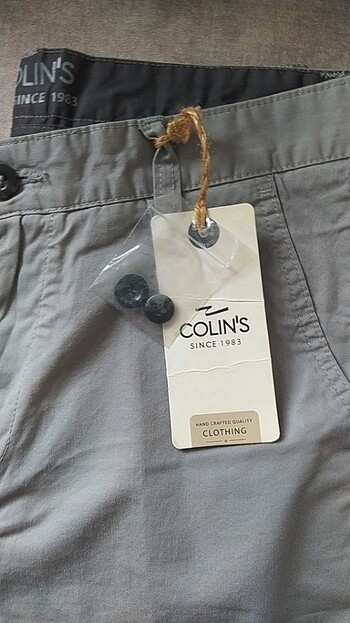 OLIN'S
SINCE 1983
COLIN'S
SINCE 1983
HAND CRAFTED QUALITY
CLOTHING